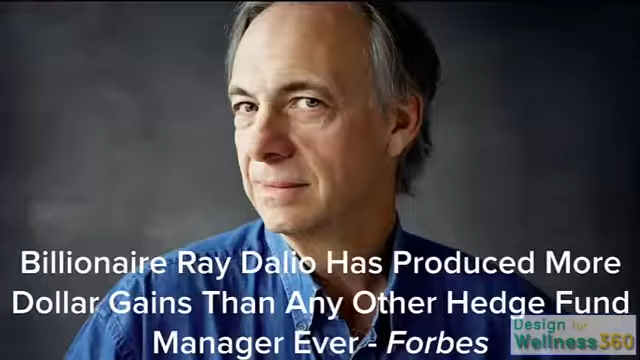 Billionaire Ray Dalio Has Produced More
Dollar Gains Than Any Other Hedge Fund
Manager Ever - Forbes
Design for
Wellness360